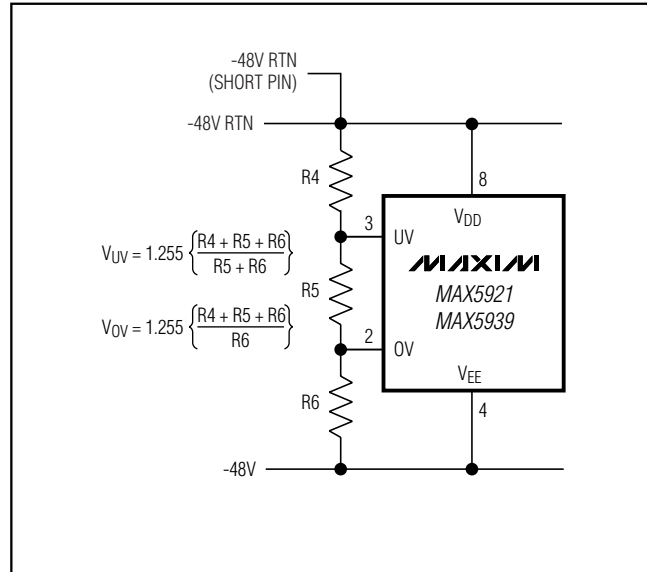 -48V RTN
(SHORT PIN)
-48V RTN
R4
8
V_DD
3
UV
V_UV = 1.255 {(R4 + R5 + R6)/(R5 + R6)}
MAXIM
R5
MAX5921
MAX5939
V_OV = 1.255 {(R4 + R5 + R6)/R6}
2
OV
V_EE
R6
4
-48V